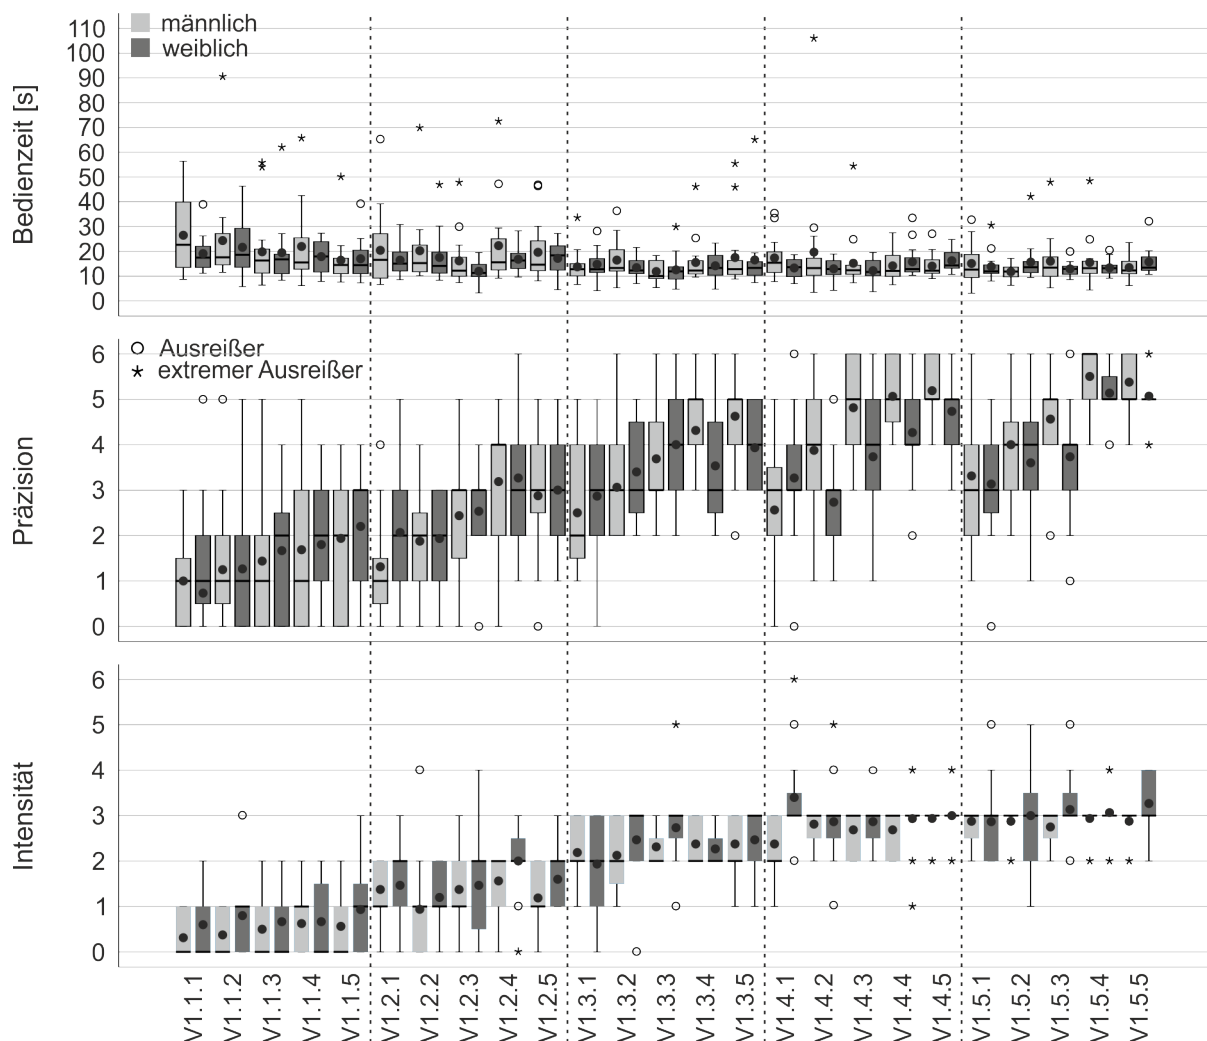 männlich
weiblich
Bedienzeit [s]
110
100
90
80
70
60
50
40
30
20
10
0
Ausreißer
extremer Ausreißer
Präzision
6
5
4
3
2
1
0
Intensität
6
5
4
3
2
1
0
V1.1.1
V1.1.2
V1.1.3
V1.1.4
V1.1.5
V1.2.1
V1.2.2
V1.2.3
V1.2.4
V1.2.5
V1.3.1
V1.3.2
V1.3.3
V1.3.4
V1.3.5
V1.4.1
V1.4.2
V1.4.3
V1.4.4
V1.4.5
V1.5.1
V1.5.2
V1.5.3
V1.5.4
V1.5.5